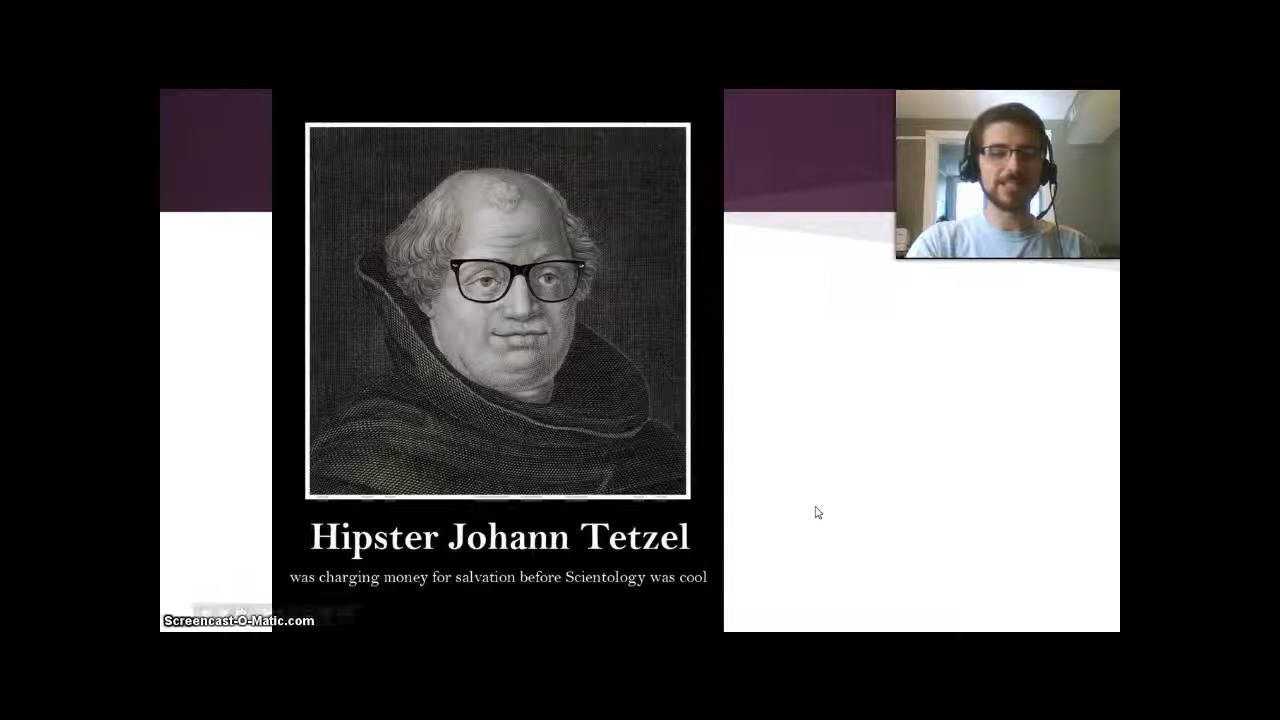 Hipster Johann Tetzel
was charging money for salvation before Scientology was cool
Screencast-O-Matic.com